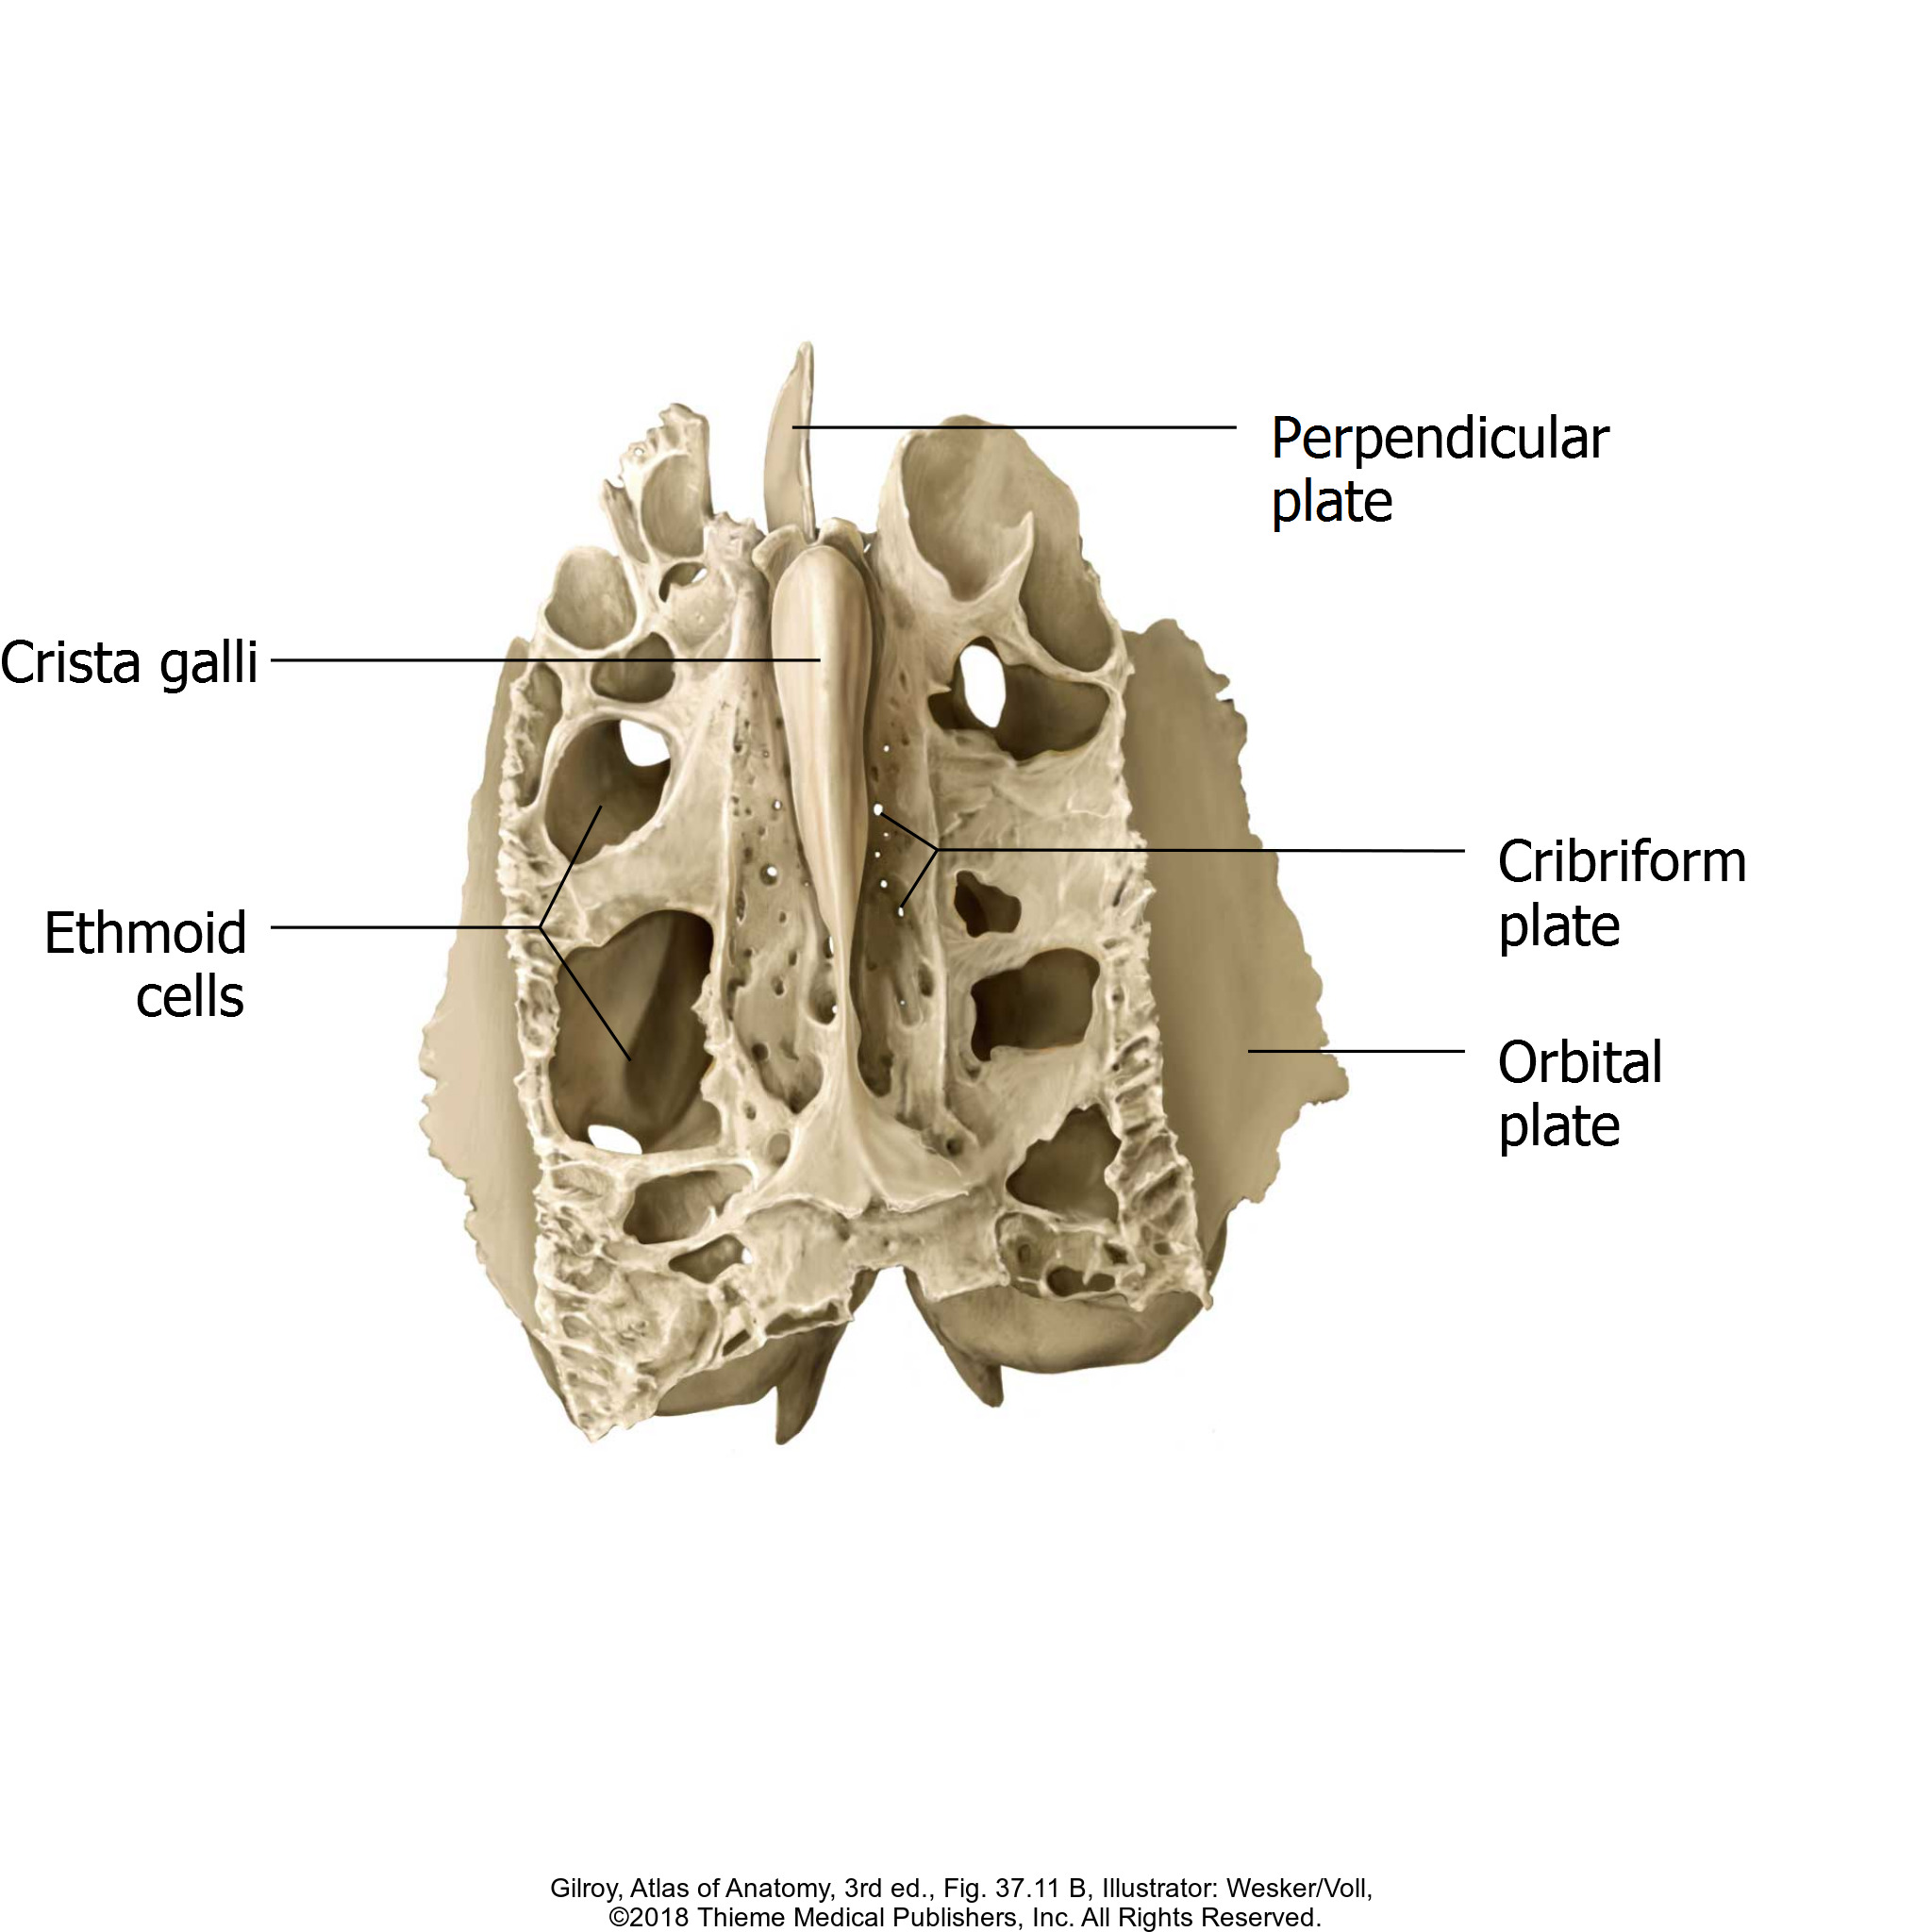 Perpendicular
plate
Crista galli
Cribriform
plate
Ethmoid
cells
Orbital
plate
Gilroy, Atlas of Anatomy, 3rd ed., Fig. 37.11 B, Illustrator: Wesker/Voll,
©2018 Thieme Medical Publishers, Inc. All Rights Reserved.